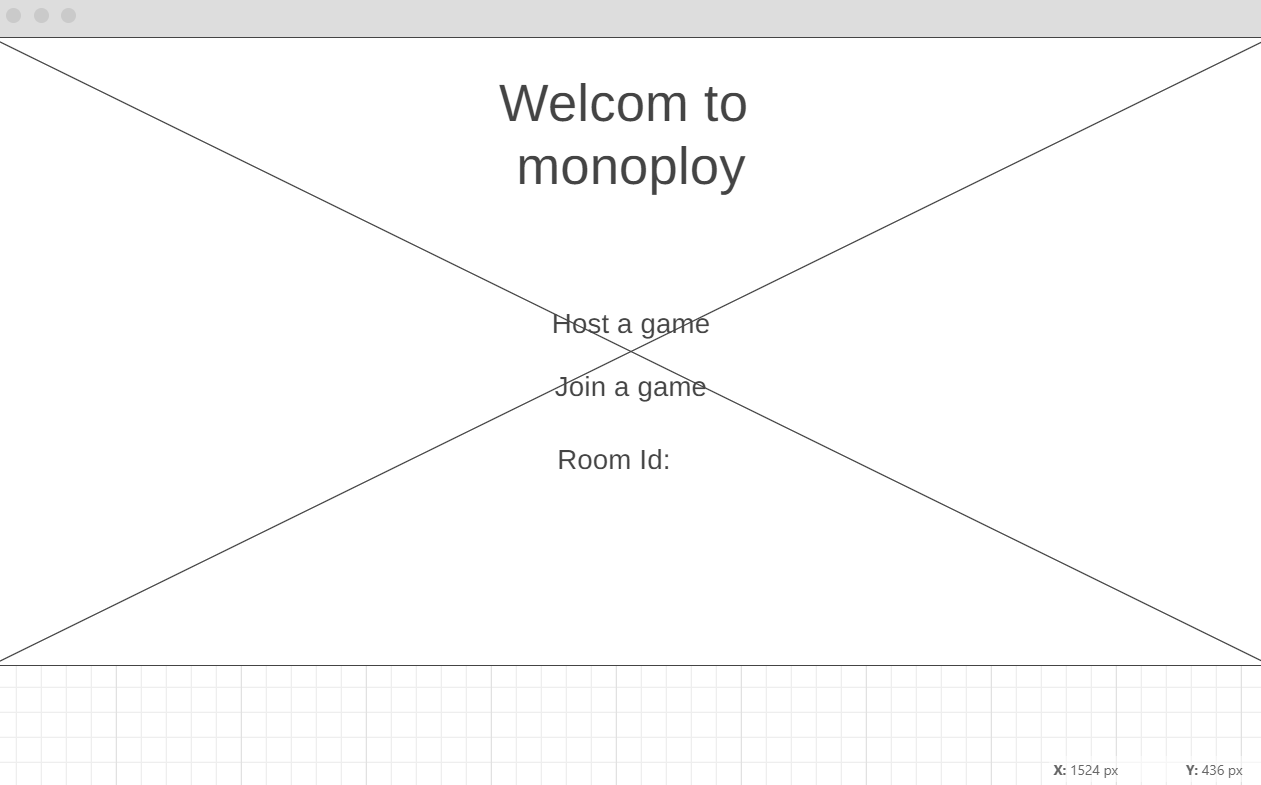 Welcom to
monoploy
Host a game
Join a game
Room Id:
X: 1524 px Y: 436 px